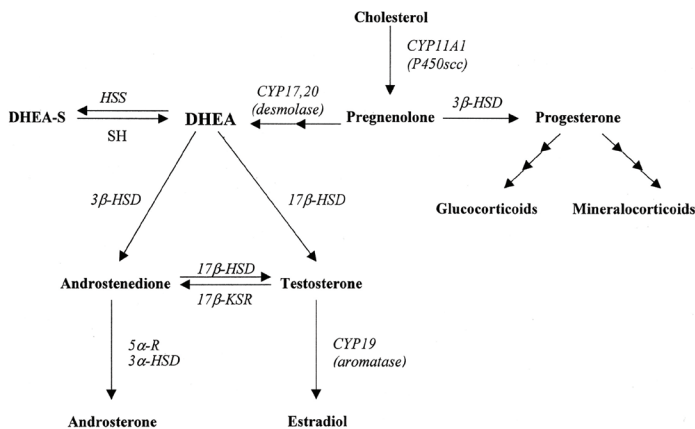 Cholesterol
CYP11A1
(P450scc)
HSS
CYP17,20
(desmolase)
3β-HSD
DHEA-S
DHEA
Pregnenolone
Progesterone
SH
3β-HSD
17β-HSD
Glucocorticoids
Mineralocorticoids
17β-HSD
Androstenedione
Testosterone
17β-KSR
5α-R
3α-HSD
CYP19
(aromatase)
Androsterone
Estradiol